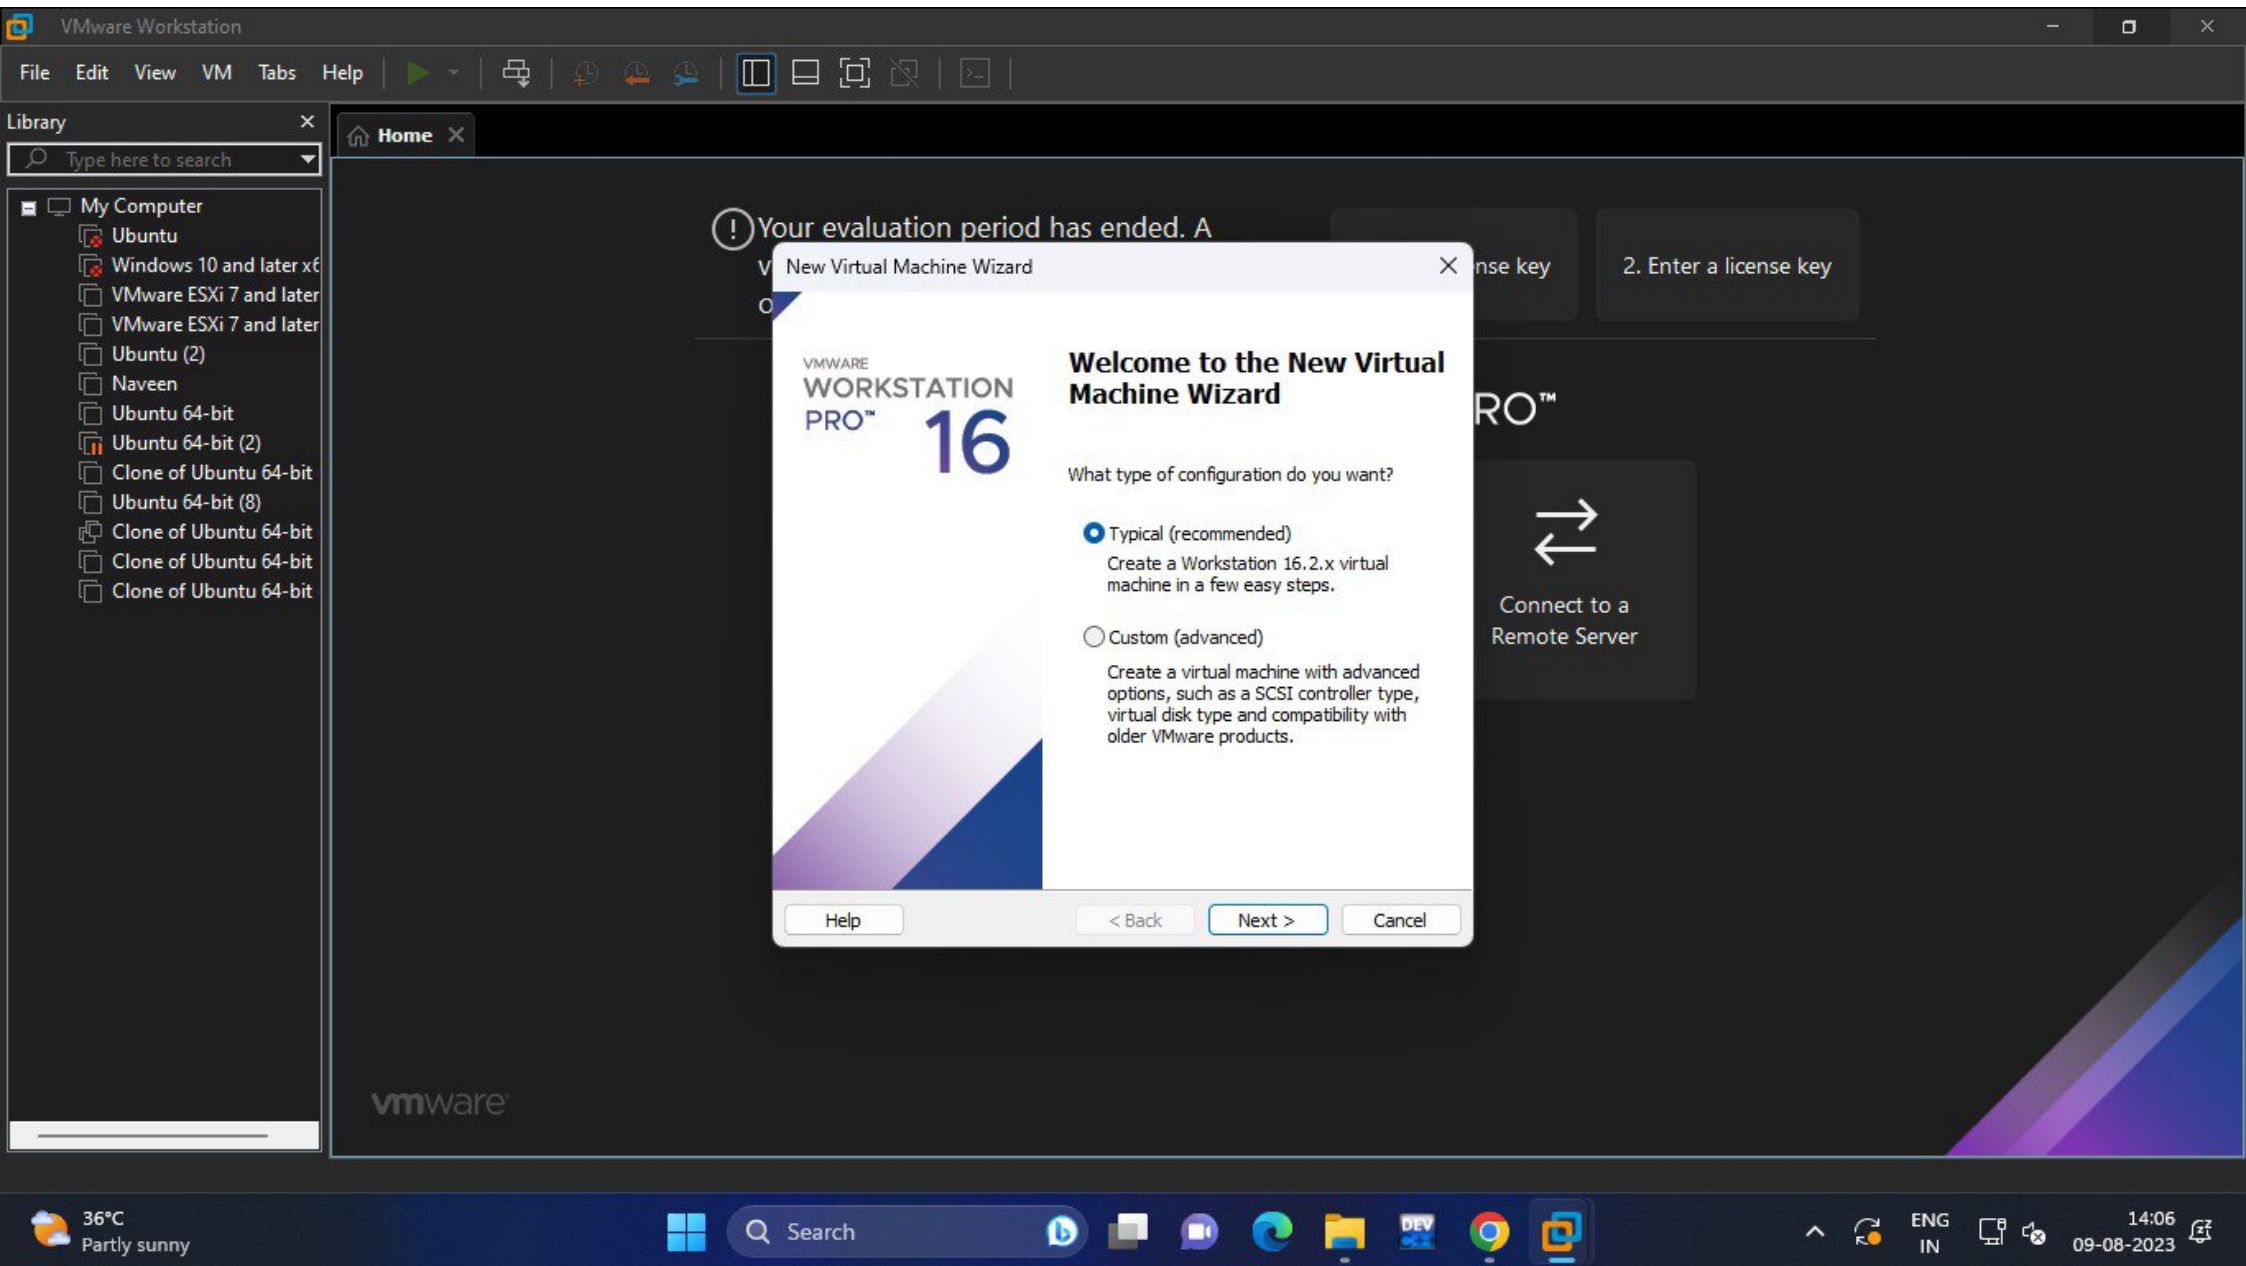 VMware Workstation
File Edit View VM Tabs Help
Library
Type here to search
Home
My Computer
Ubuntu
Windows 10 and later x6
VMware ESXi 7 and later
VMware ESXi 7 and later
Ubuntu (2)
Naveen
Ubuntu 64-bit
Ubuntu 64-bit (2)
Clone of Ubuntu 64-bit
Ubuntu 64-bit (8)
Clone of Ubuntu 64-bit
Clone of Ubuntu 64-bit
Clone of Ubuntu 64-bit
Your evaluation period has ended. A
nse key
2. Enter a license key
New Virtual Machine Wizard
VMWARE
WORKSTATION
PRO™
16
Welcome to the New Virtual
Machine Wizard
What type of configuration do you want?
Typical (recommended)
Create a Workstation 16.2.x virtual
machine in a few easy steps.
Custom (advanced)
Create a virtual machine with advanced
options, such as a SCSI controller type,
virtual disk type and compatibility with
older VMware products.
Help
< Back
Next >
Cancel
RO™
Connect to a
Remote Server
vmware
36°C
Partly sunny
Search
DEV
C++
ENG
IN
14:06
09-08-2023